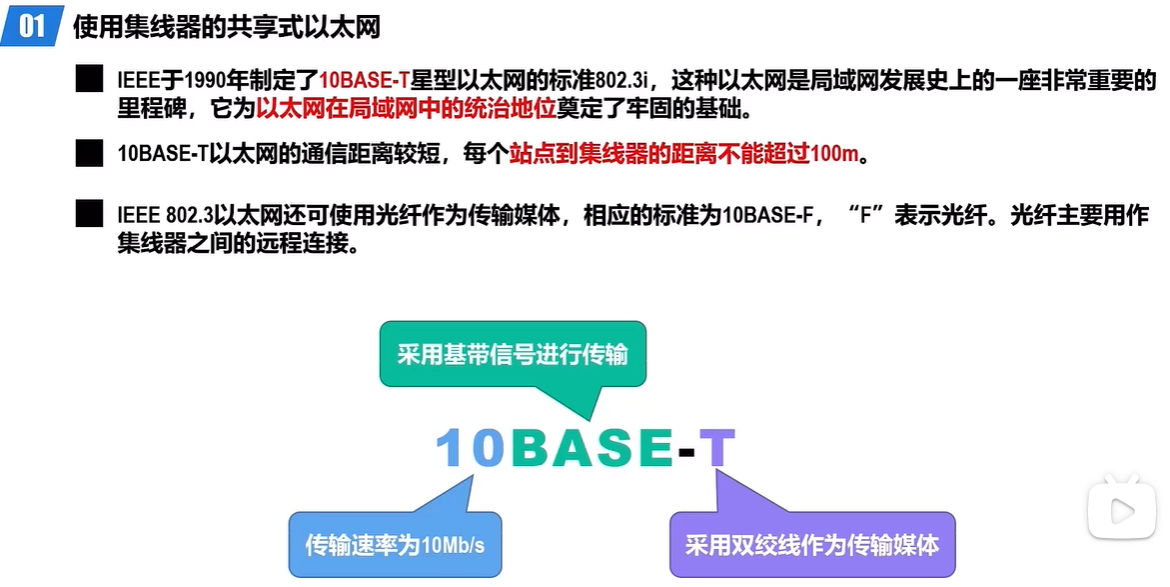 01 使用集线器的共享式以太网
IEEE于1990年制定了10BASE-T星型以太网的标准802.3i，这种以太网是局域网发展史上的一座非常重要的
里程碑，它为以太网在局域网中的统治地位奠定了牢固的基础。
10BASE-T以太网的通信距离较短，每个站点到集线器的距离不能超过100m。
IEEE 802.3以太网还可使用光纤作为传输媒体，相应的标准为10BASE-F，“F”表示光纤。光纤主要用作
集线器之间的远程连接。
采用基带信号进行传输
10BASE-T
传输速率为10Mb/s
采用双绞线作为传输媒体